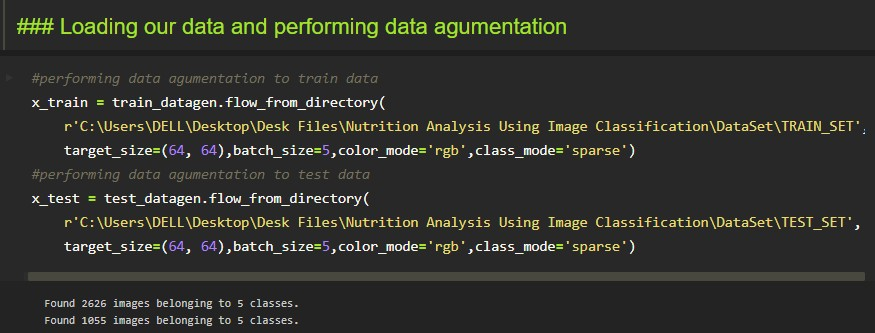 ### Loading our data and performing data agumentation
#performing data agumentation to train data
x_train = train_datagen.flow_from_directory(
r'C:\Users\DELL\Desktop\Desk Files\Nutrition Analysis Using Image Classification\DataSet\TRAIN_SET',
target_size=(64, 64),batch_size=5,color_mode='rgb',class_mode='sparse')
#performing data agumentation to test data
x_test = test_datagen.flow_from_directory(
r'C:\Users\DELL\Desktop\Desk Files\Nutrition Analysis Using Image Classification\DataSet\TEST_SET',
target_size=(64, 64),batch_size=5,color_mode='rgb',class_mode='sparse')
Found 2626 images belonging to 5 classes.
Found 1055 images belonging to 5 classes.